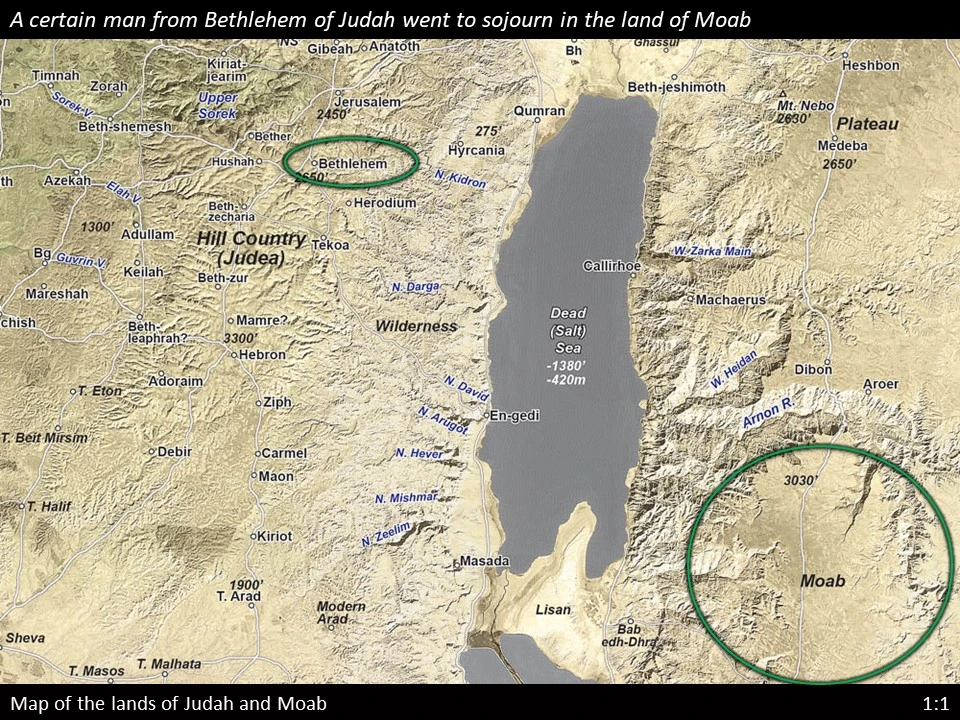 A certain man from Bethlehem of Judah went to sojourn in the land of Moab
NS
Gibeah
Anatoth
Bh
Ghassul
Heshbon
Kiriat-
jearim
Timnah
Zorah
Beth-jeshimoth
on
Sorek V.
Upper
Sorek
Jerusalem
2450'
Qumran
Mt. Nebo
2630'
Plateau
Beth-shemesh
Bether
275'
Hyrcania
Medeba
2650'
Hushah
Bethlehem
2650'
th
Azekah
Elah V.
N. Kidron
Beth-
zecharia
Herodium
1300'
Adullam
Hill Country
(Judea)
Tekoa
Bg
Guvrin V.
Keilah
Beth-zur
Callirhoe
W. Zarka Main
N. Darga
Mareshah
Machaerus
chish
Beth-
leaphrah?
Mamre?
3300'
Wilderness
Dead
(Salt)
Sea
-1380'
-420m
Hebron
W. Heidan
Dibon
T. Eton
Adoraim
N. David
Aroer
Ziph
N. Arugot
En-gedi
Arnon R.
T. Beit Mirsim
Debir
Carmel
N. Hever
Maon
3030'
T. Halif
N. Mishmar
Kiriot
N. Zeelim
Masada
Moab
1900'
T. Arad
Modern
Arad
Lisan
Sheva
Bab
edh-Dhra
T. Masos
T. Malhata
Map of the lands of Judah and Moab
1:1